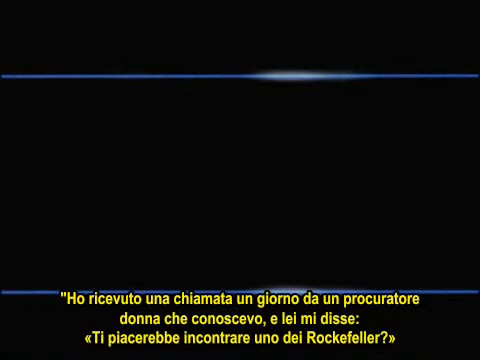 "Ho ricevuto una chiamata un giorno da un procuratore
donna che conoscevo, e lei mi disse:
«Ti piacerebbe incontrare uno dei Rockefeller?»